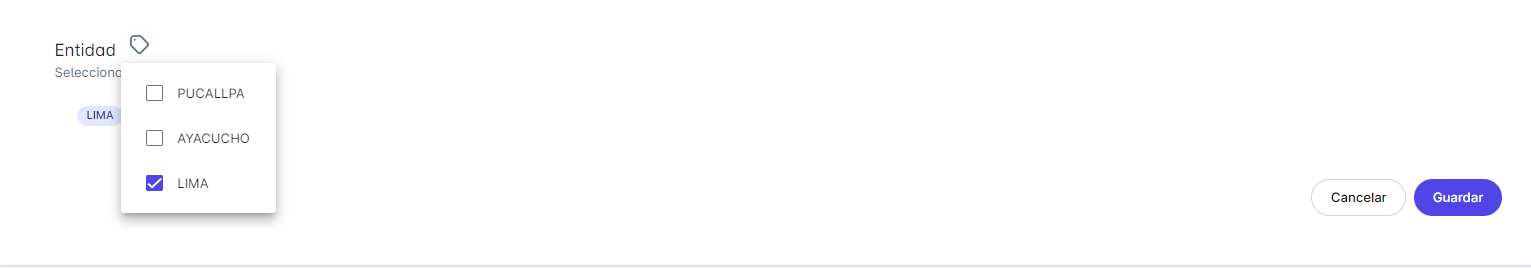 Entidad
Selecciona
PUCALLPA
LIMA
AYACUCHO
LIMA
Cancelar
Guardar